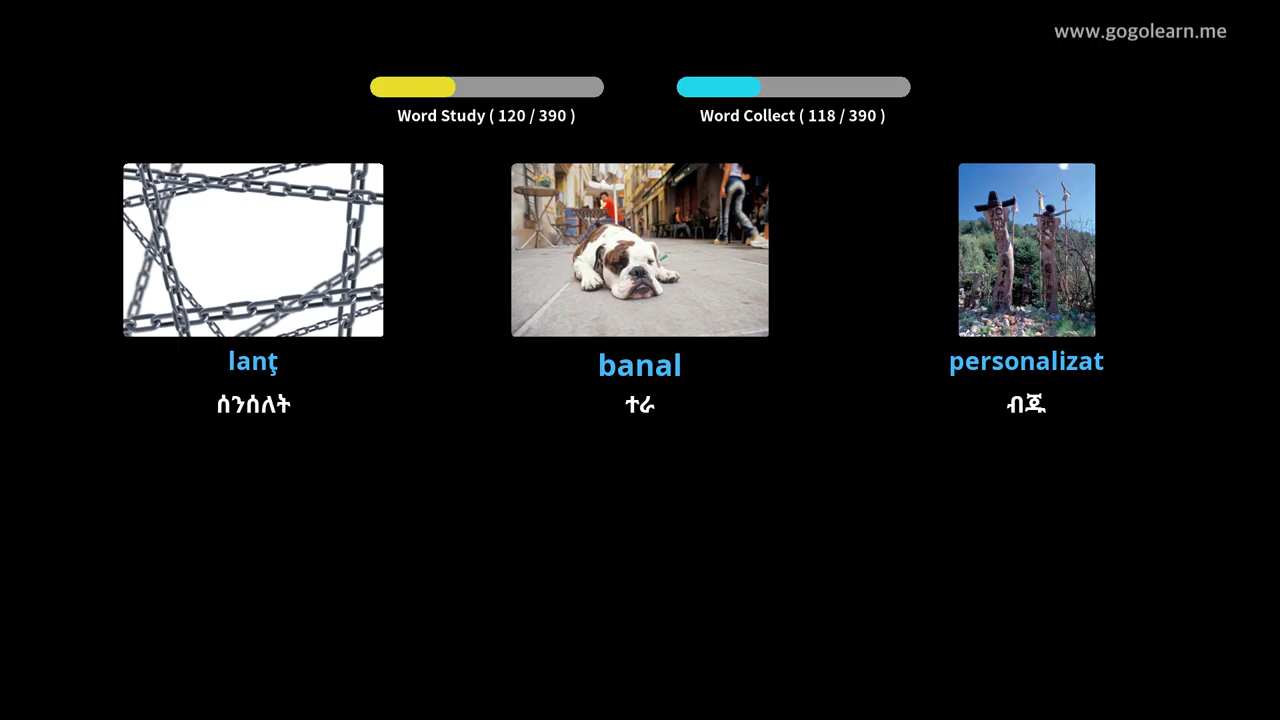 www.gogolearn.me
Word Study ( 120 / 390 )
Word Collect ( 118 / 390 )
lanţ
banal
personalizat
ሰንሰለት
ተራ
ብጁ